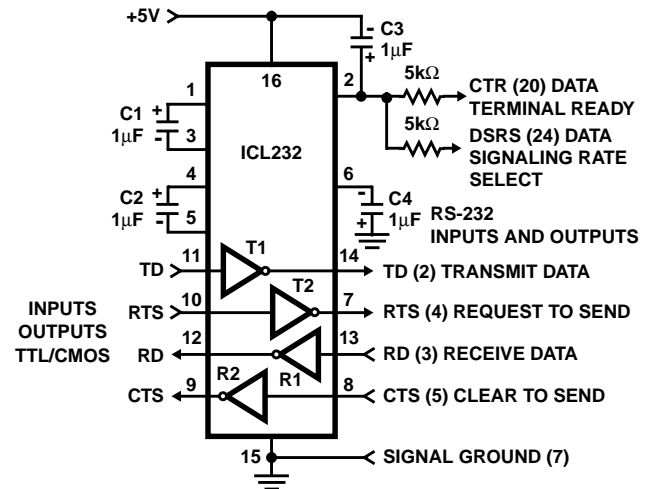 +5V
- C3
1µF
+
16
1
2
5kΩ
CTR (20) DATA
TERMINAL READY
5kΩ
DSRS (24) DATA
SIGNALING RATE
SELECT
C1
+
1µF
-
3
ICL232
4
6
C2
+
1µF
-
5
-
C4
+
1µF
RS-232
INPUTS AND OUTPUTS
T1
TD
11
14
TD (2) TRANSMIT DATA
T2
INPUTS
OUTPUTS
TTL/CMOS
RTS
10
7
RTS (4) REQUEST TO SEND
RD
12
13
RD (3) RECEIVE DATA
R1
R2
CTS
9
8
CTS (5) CLEAR TO SEND
15
SIGNAL GROUND (7)